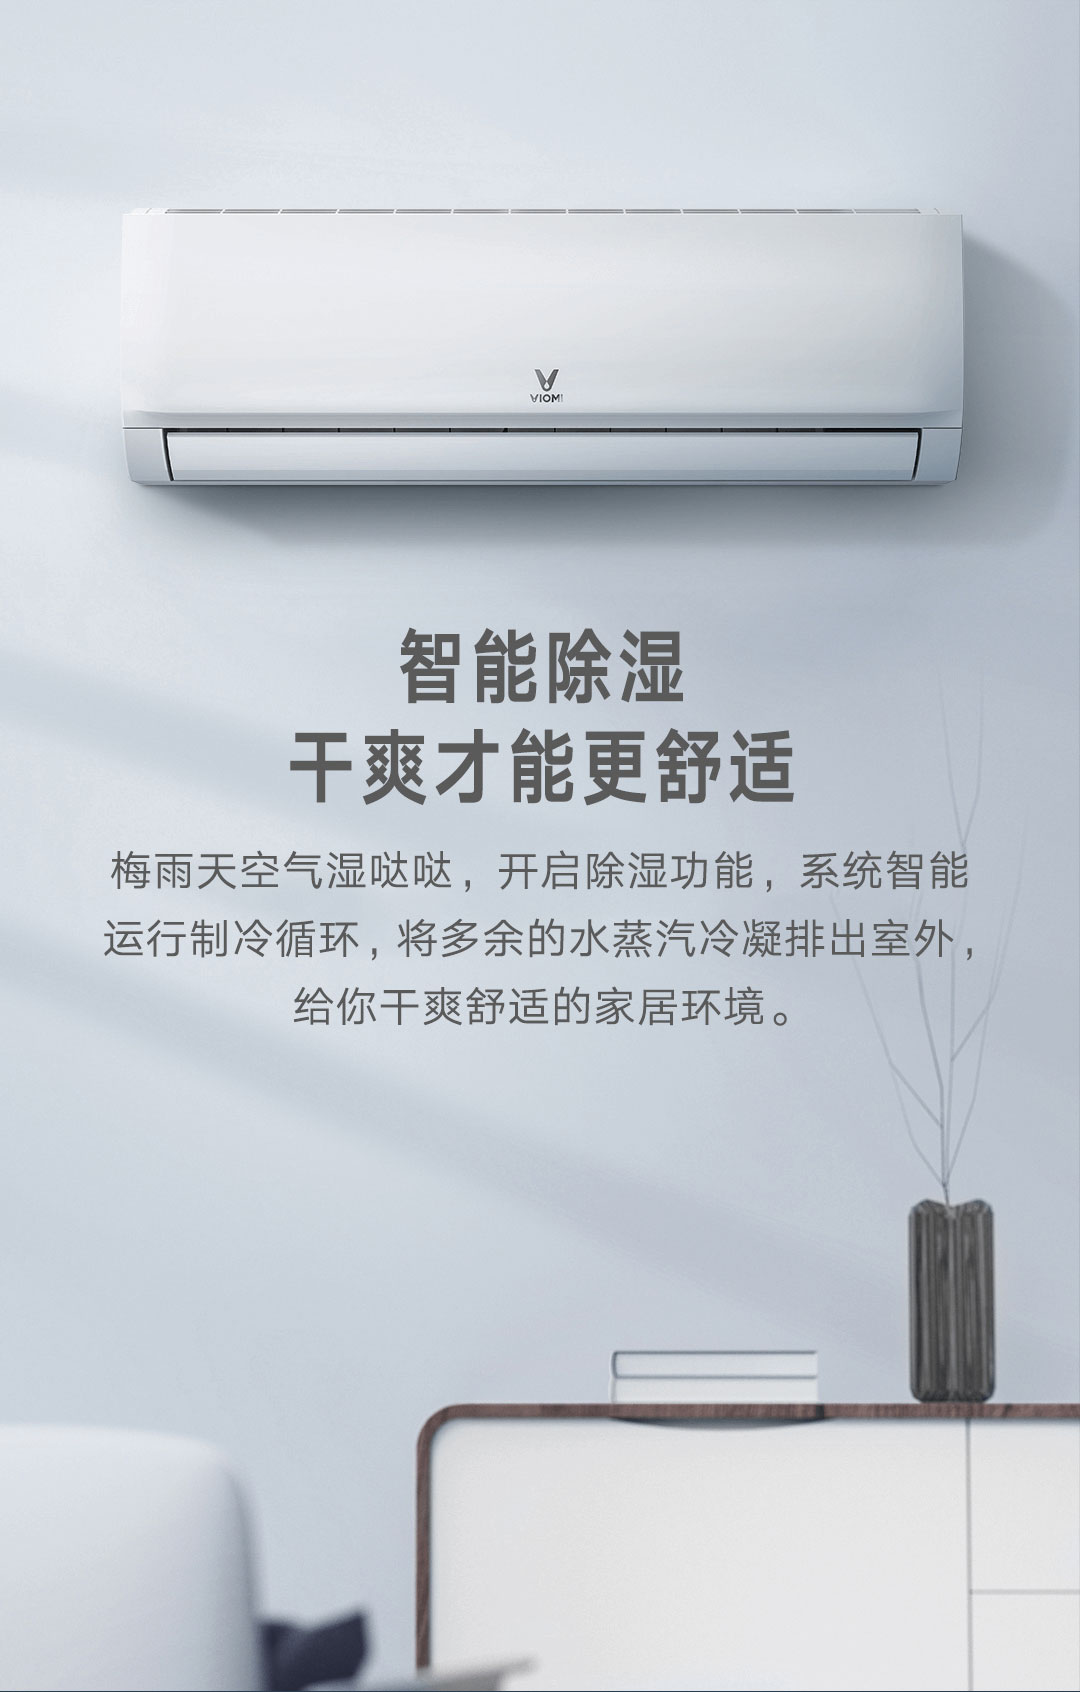 VIOMI
智能除湿
干爽才能更舒适
梅雨天空气湿哒哒，开启除湿功能，系统智能
运行制冷循环，将多余的水蒸汽冷凝排出室外，
给你干爽舒适的家居环境。